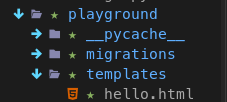 playground
__pycache__
migrations
templates
hello.html